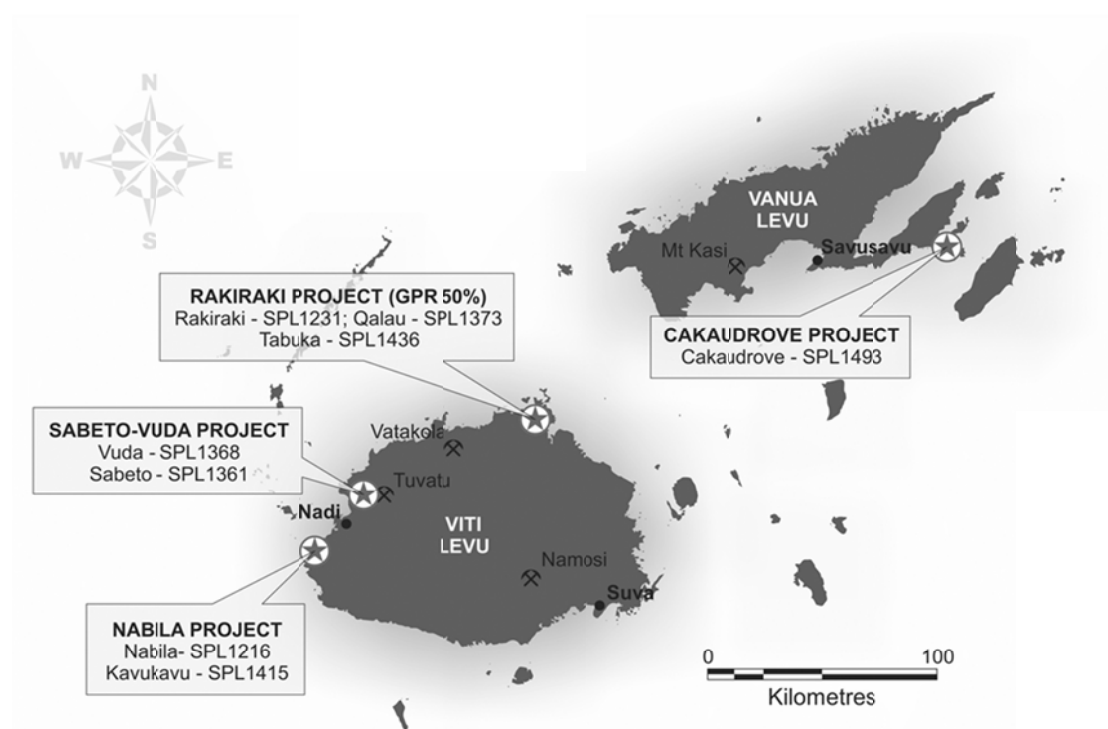 N
W E
S
VANUA
LEVU
Mt Kasi
Savusavu
RAKIRAKI PROJECT (GPR 50%)
Rakiraki - SPL1231; Qalau - SPL1373
Tabuka - SPL1436
CAKAUDROVE PROJECT
Cakaudrove - SPL1493
SABETO-VUDA PROJECT
Vuda - SPL1368
Sabeto - SPL1361
Vatakola
Tuvatu
Nadi
VITI
LEVU
Namosi
Suva
NABILA PROJECT
Nabila- SPL1216
Kavukavu - SPL1415
0 100
Kilometres